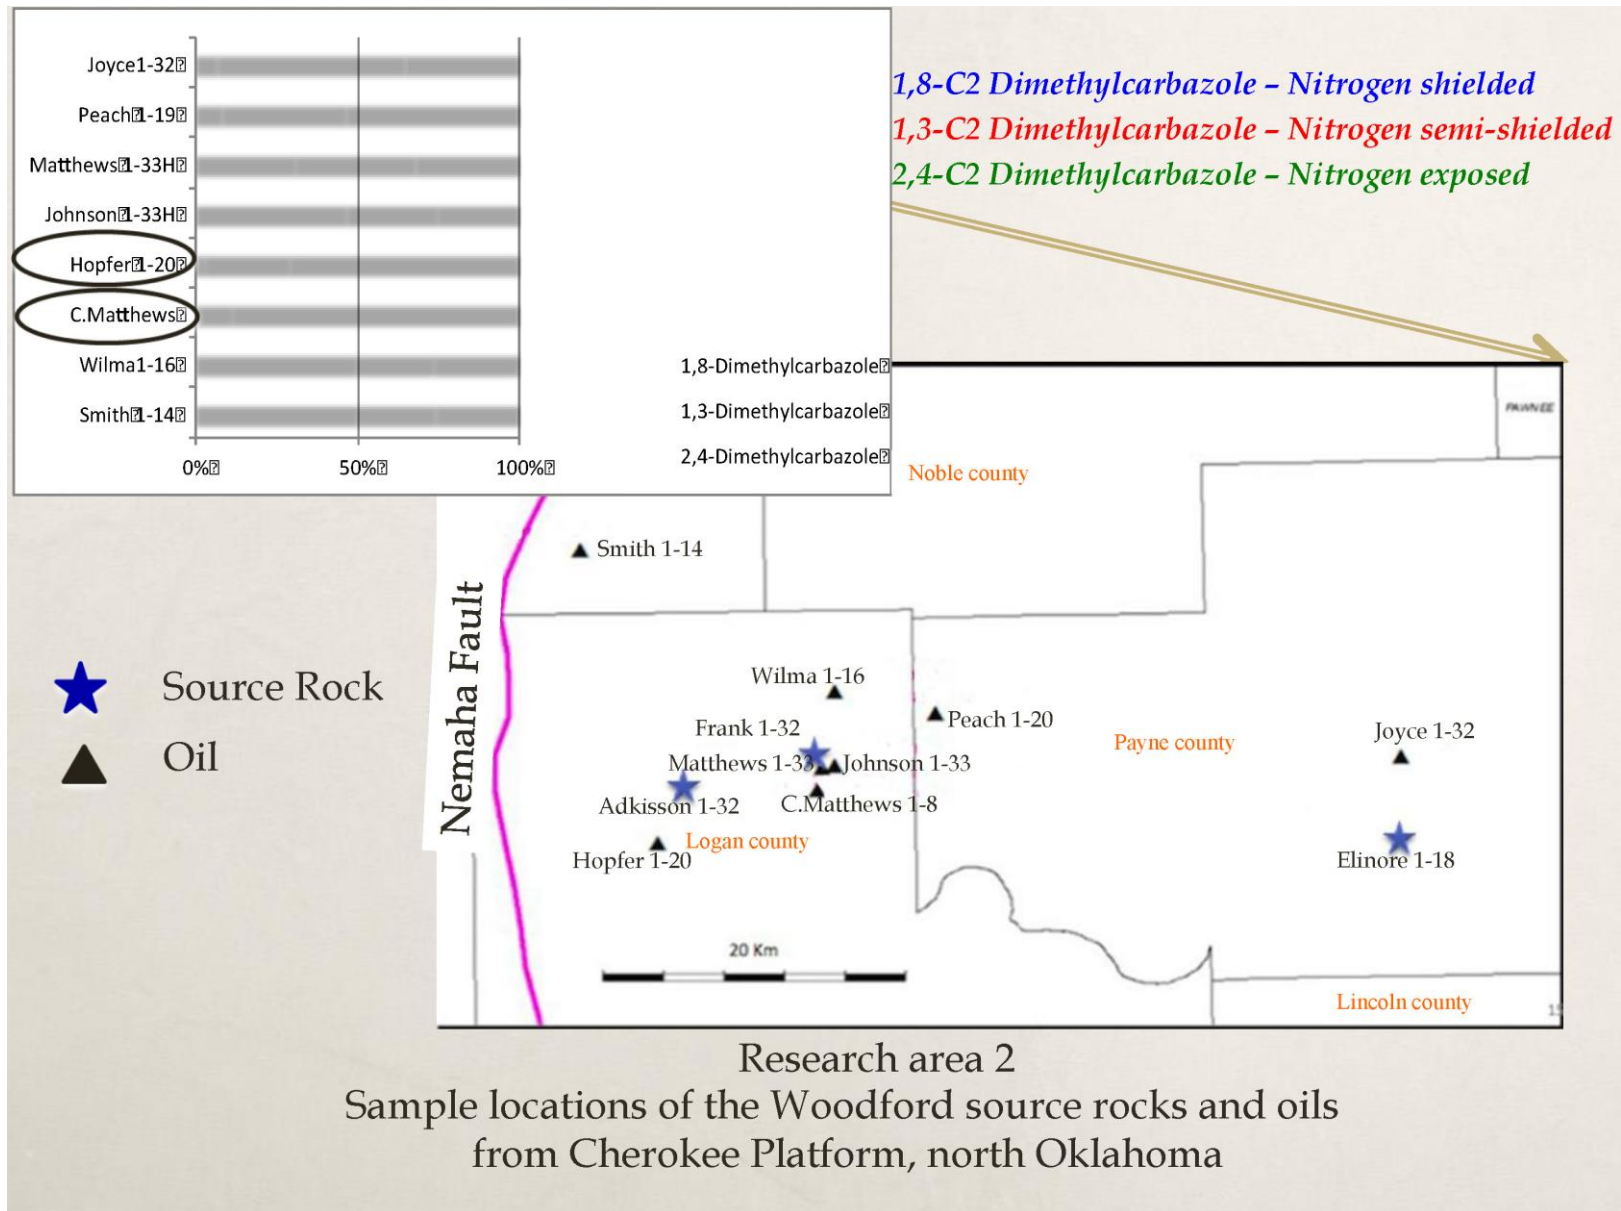 Joyce1-32
Peach 1-19
Matthews 1-33H
Johnson 1-33H
Hopfer 1-20
C.Matthews
Wilma1-16
Smith 1-14
0% 50% 100%
1,8-Dimethylcarbazole
1,3-Dimethylcarbazole
2,4-Dimethylcarbazole
1,8-C2 Dimethylcarbazole – Nitrogen shielded
1,3-C2 Dimethylcarbazole – Nitrogen semi-shielded
2,4-C2 Dimethylcarbazole – Nitrogen exposed
PAWNEE
Noble county
Smith 1-14
Nemaha Fault
Source Rock
Oil
Wilma 1-16
Frank 1-32
Peach 1-20
Matthews 1-33
Johnson 1-33
Payne county
Joyce 1-32
Adkisson 1-32
C.Matthews 1-8
Logan county
Hopfer 1-20
Elinore 1-18
20 Km
Lincoln county
15
Research area 2
Sample locations of the Woodford source rocks and oils
from Cherokee Platform, north Oklahoma